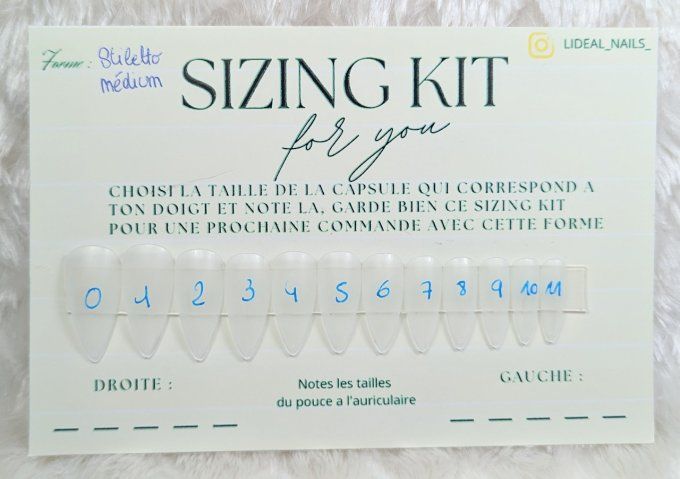 LIDEAL_NAILS_
Forme : Stiletto
médium
SIZING KIT
for you
CHOISI LA TAILLE DE LA CAPSULE QUI CORRESPOND A
TON DOIGT ET NOTE LA, GARDE BIEN CE SIZING KIT
POUR UNE PROCHAINE COMMANDE AVEC CETTE FORME
0 1 2 3 4 5 6 7 8 9 10 11
DROITE :
Notes les tailles
du pouce a l'auriculaire
GAUCHE :